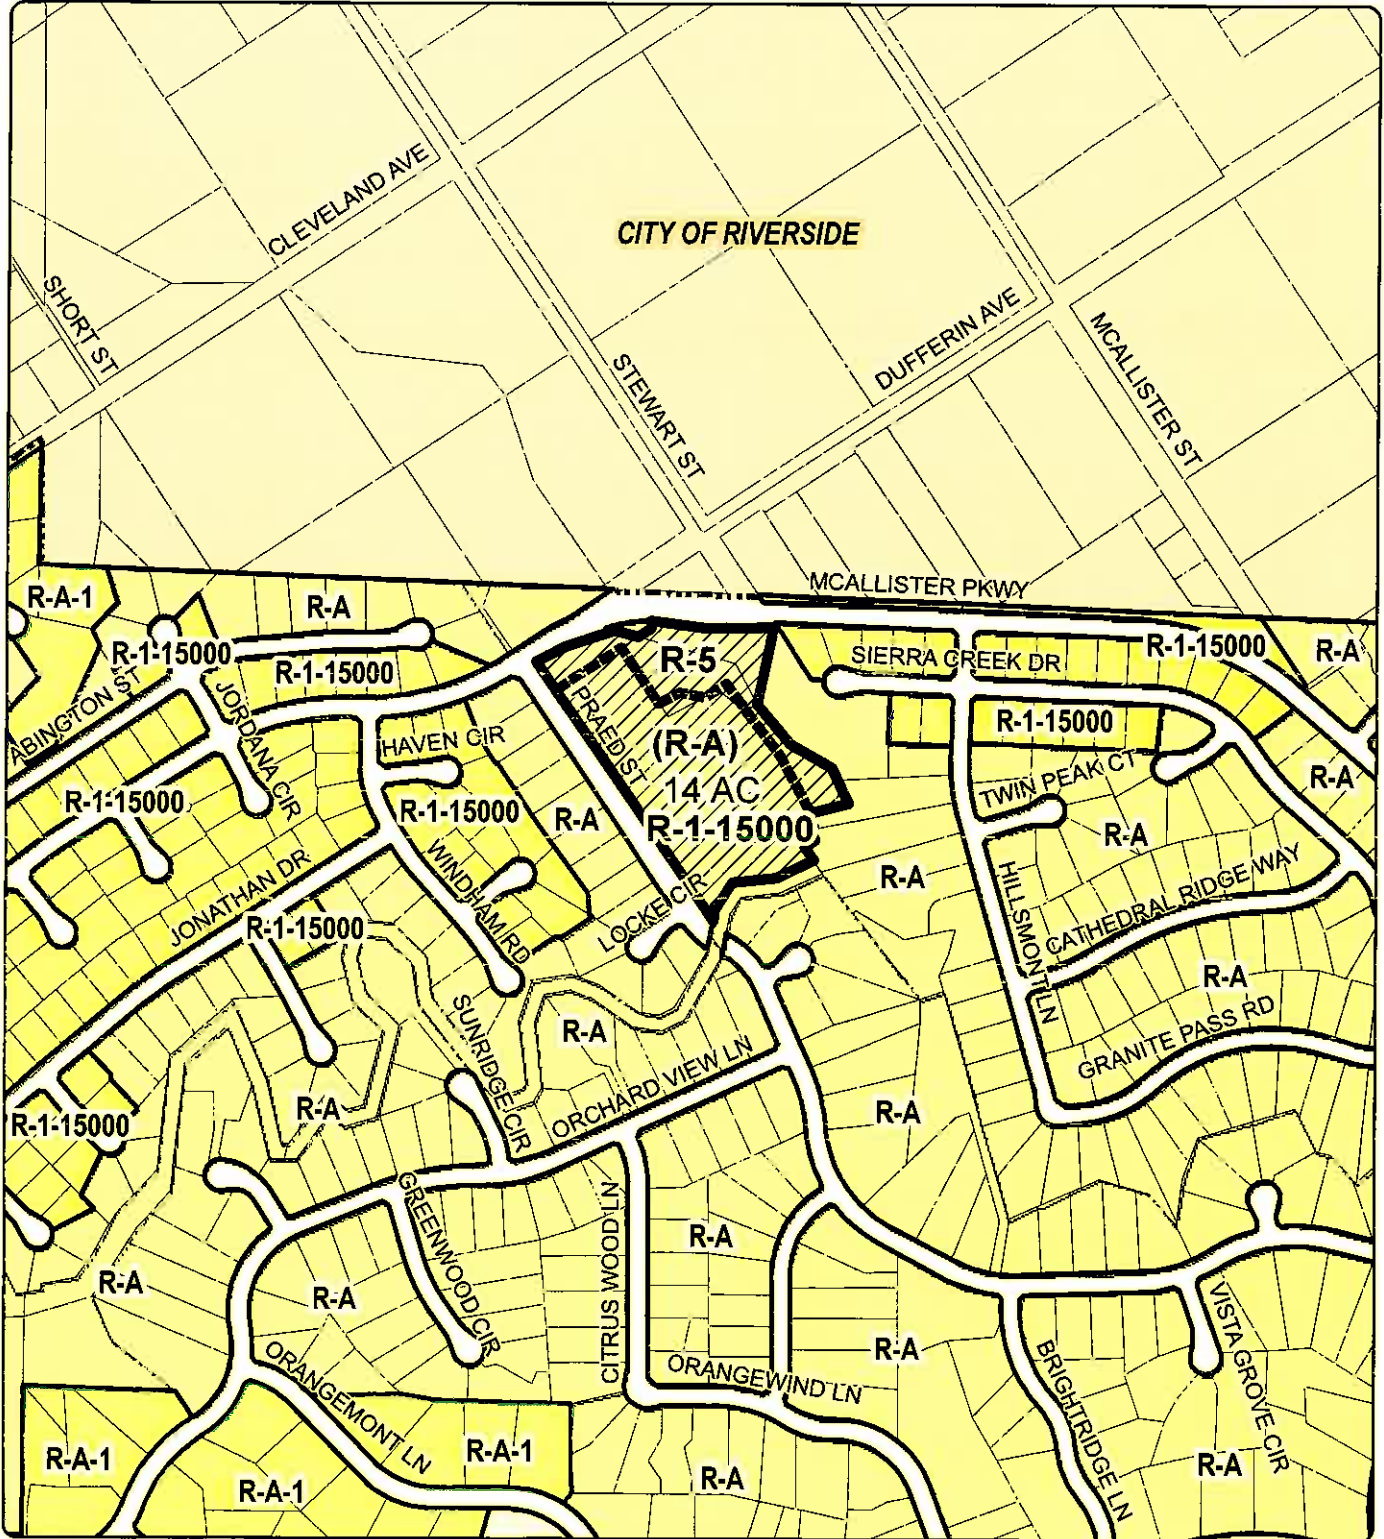 CLEVELAND AVE
CITY OF RIVERSIDE
SHORT ST
DUFFERIN AVE
MCALLISTER ST
STEWART ST
MCALLISTER PKWY
R-A-1
R-A
R-1-15000
R-1-15000
R-5
SIERRA CREEK DR
R-1-15000
R-A
ABINGTON ST
JORDANA CIR
HAVEN CIR
PRAED ST
(R-A)
14 AC
R-1-15000
R-1-15000
R-A
R-1-15000
R-1-15000
R-A
TWIN PEAK CT
R-A
R-A
WINDHAM RD
JONATHAN DR
R-1-15000
LOCKE CIR
HILLSMONT LN
CATHEDRAL RIDGE WAY
R-A
SUNRIDGE CIR
R-A
GRANITE PASS RD
ORCHARD VIEW LN
R-A
R-A
R-1-15000
GREENWOOD CIR
CITRUS WOOD LN
R-A
R-A
R-A
R-A
VISTA GROVE CIR
ORANGEMONT LN
ORANGEWIND LN
BRIGHTRIDGE LN
R-A-1
R-A-1
R-A-1
R-A
R-A